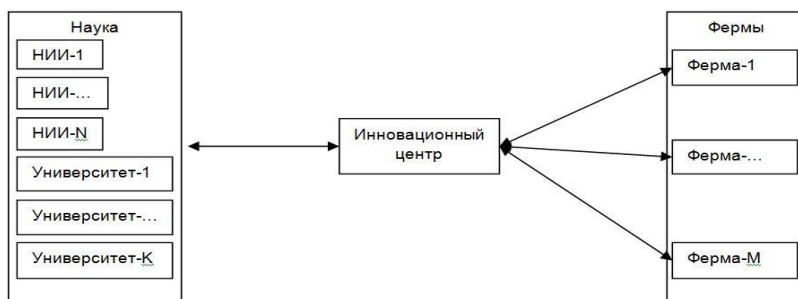 Наука
НИИ-1
НИИ-...
НИИ-N
Университет-1
Университет-...
Университет-K
Инновационный
центр
Фермы
Ферма-1
Ферма-...
Ферма-M